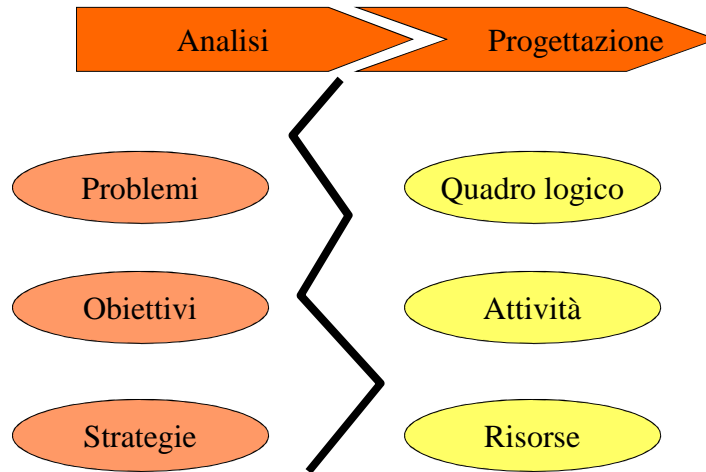 Analisi
Progettazione
Problemi
Quadro logico
Obiettivi
Attività
Strategie
Risorse